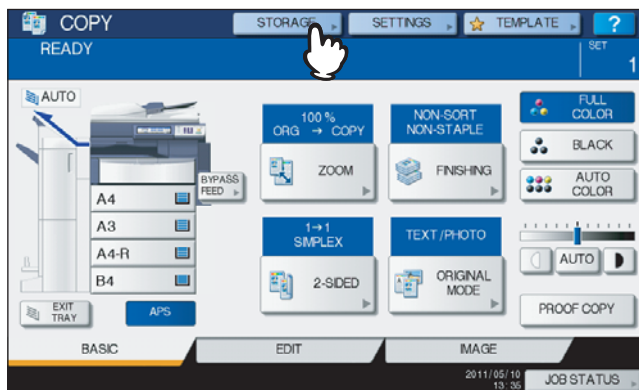 COPY
STORAGE
SETTINGS
TEMPLATE
?
READY
SET
1
AUTO
A4
A3
A4-R
B4
BYPASS
FEED
EXIT
TRAY
APS
100 %
ORG → COPY
ZOOM
NON-SORT
NON-STAPLE
FINISHING
1→1
SIMPLEX
2-SIDED
TEXT/PHOTO
ORIGINAL
MODE
FULL
COLOR
BLACK
AUTO
COLOR
AUTO
PROOF COPY
BASIC
EDIT
IMAGE
2011/05/10
13:35
JOB STATUS